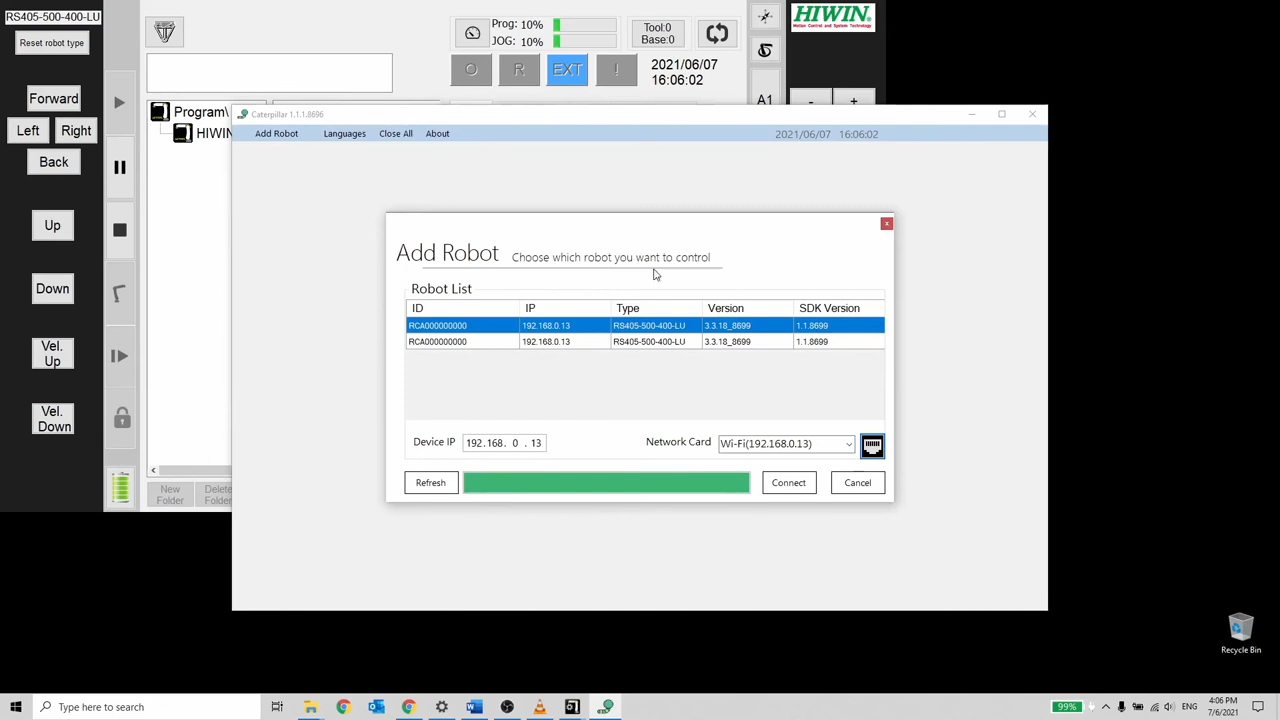 RS405-500-400-LU
Reset robot type
Forward
Left
Right
Back
Up
Down
Vel.
Up
Vel.
Down
Prog: 10%
JOG: 10%
Tool:0
Base:0
HIWIN
Motion Control and System Technology
O
R
EXT
!
2021/06/07
16:06:02
A1
-
+
Program\
HIWIN
New
Folder
Delete
Folder
Caterpillar 1.1.1.8696
Add Robot
Languages
Close All
About
2021/06/07 16:06:02
x
Add Robot Choose which robot you want to control
Robot List
ID IP Type Version SDK Version
RCA000000000 192.168.0.13 RS405-500-400-LU 3.3.18_8699 1.1.8699
RCA000000000 192.168.0.13 RS405-500-400-LU 3.3.18_8699 1.1.8699
Device IP 192.168. 0 . 13
Network Card Wi-Fi(192.168.0.13)
Refresh
Connect
Cancel
Recycle Bin
Type here to search
99%
ENG
4:06 PM
7/6/2021